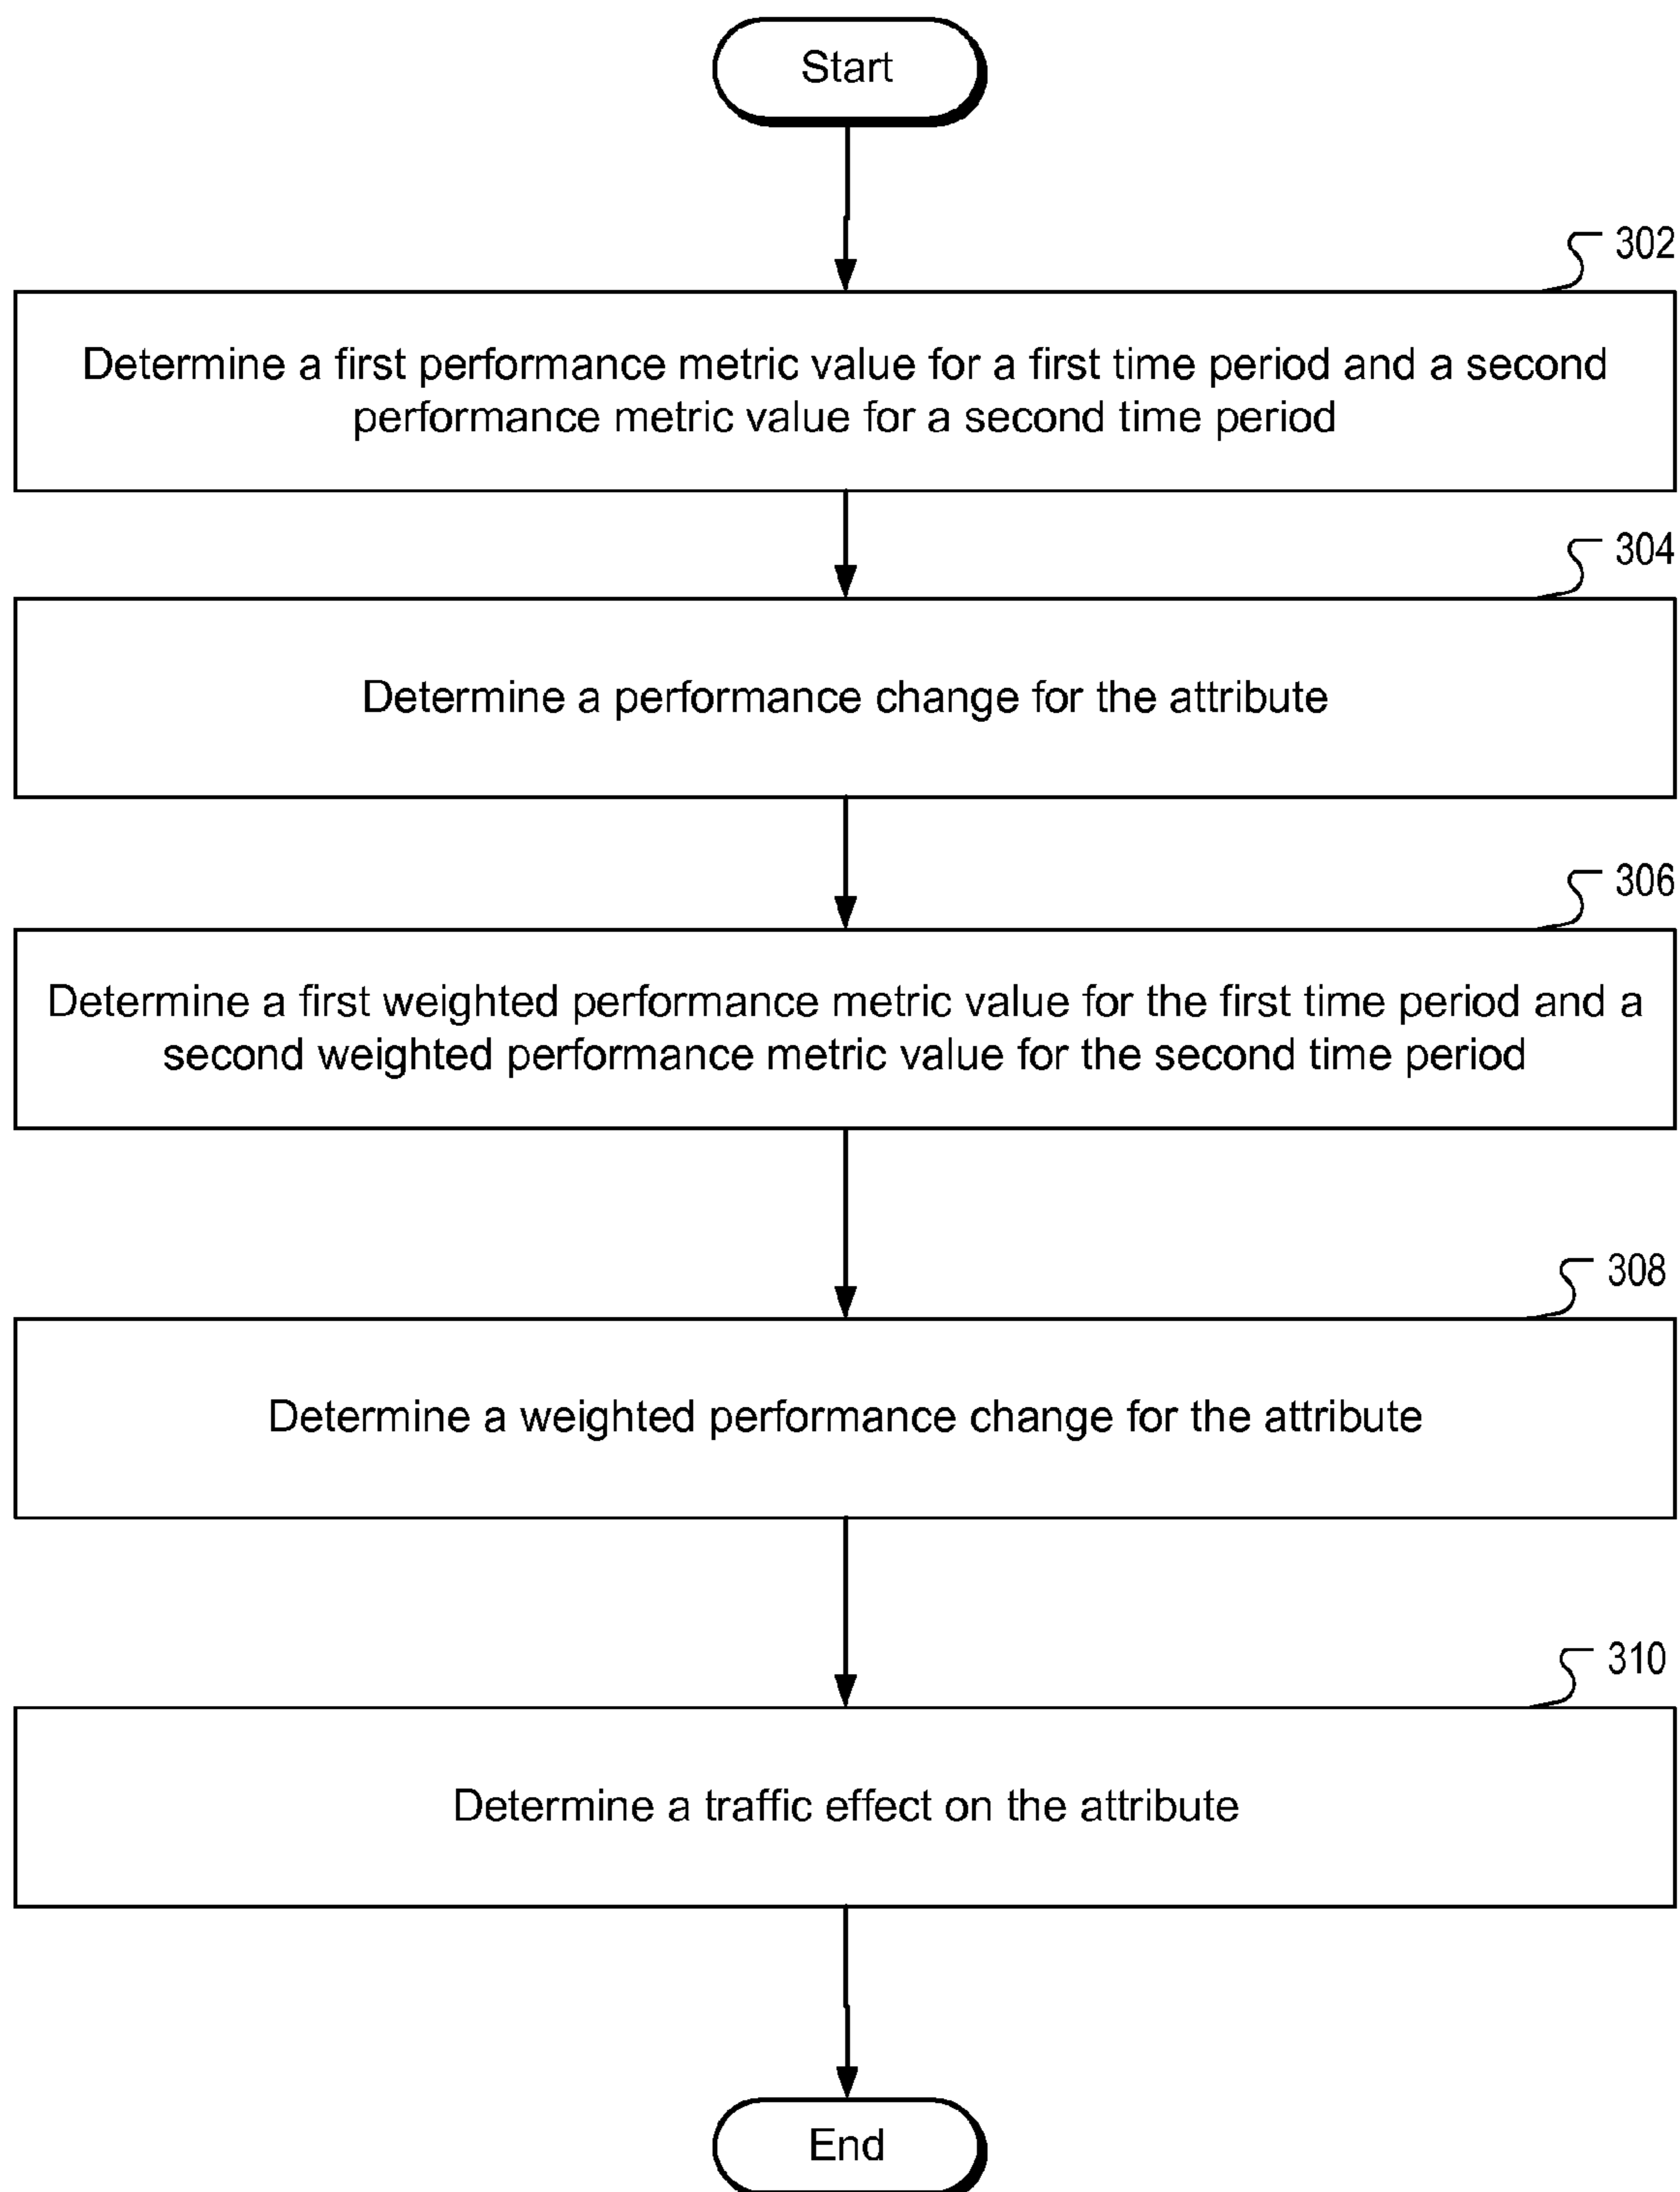 Start
302
Determine a first performance metric value for a first time period and a second
performance metric value for a second time period
304
Determine a performance change for the attribute
306
Determine a first weighted performance metric value for the first time period and a
second weighted performance metric value for the second time period
308
Determine a weighted performance change for the attribute
310
Determine a traffic effect on the attribute
End